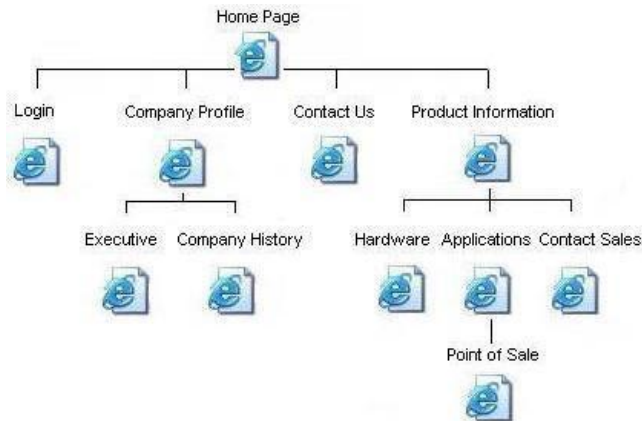 Home Page
Login
Company Profile
Contact Us
Product Information
Executive
Company History
Hardware
Applications
Contact Sales
Point of Sale